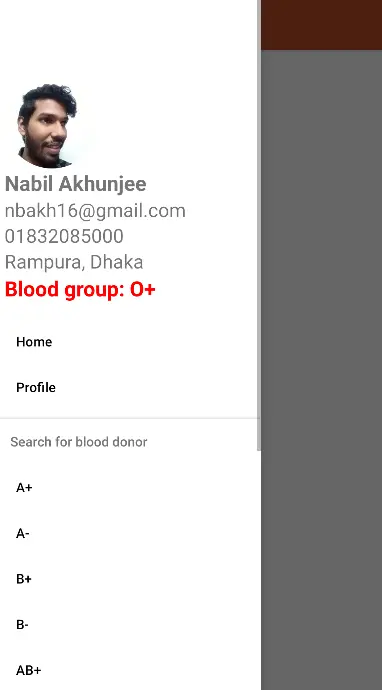 Nabil Akhunjee
nbakh16@gmail.com
01832085000
Rampura, Dhaka
Blood group: O+
Home
Profile
Search for blood donor
A+
A-
B+
B-
AB+